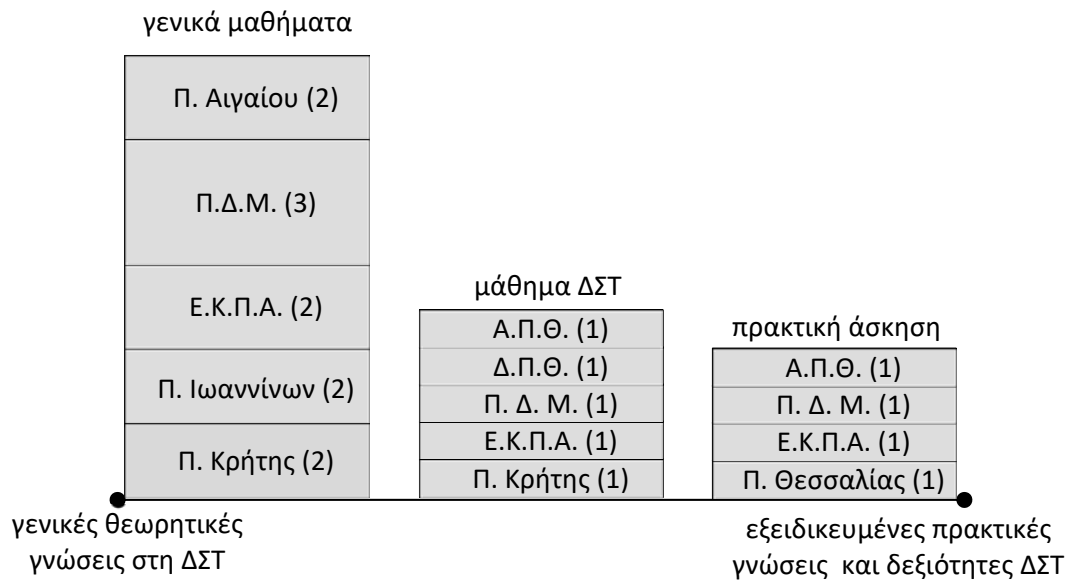 γενικά μαθήματα
Π. Αιγαίου (2)
Π.Δ.Μ. (3)
Ε.Κ.Π.Α. (2)
Π. Ιωαννίνων (2)
Π. Κρήτης (2)
μάθημα ΔΣΤ
Α.Π.Θ. (1)
Δ.Π.Θ. (1)
Π. Δ. Μ. (1)
Ε.Κ.Π.Α. (1)
Π. Κρήτης (1)
πρακτική άσκηση
Α.Π.Θ. (1)
Π. Δ. Μ. (1)
Ε.Κ.Π.Α. (1)
Π. Θεσσαλίας (1)
γενικές θεωρητικές
γνώσεις στη ΔΣΤ
εξειδικευμένες πρακτικές
γνώσεις και δεξιότητες ΔΣΤ